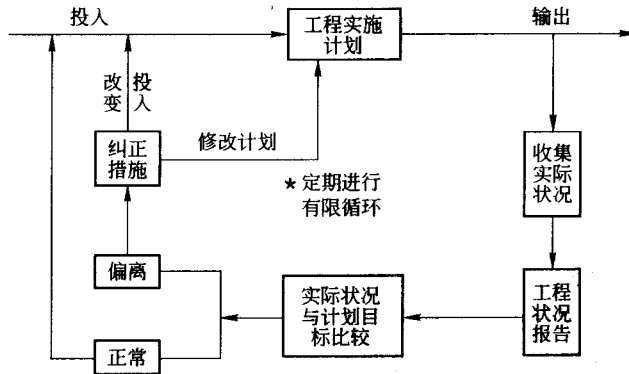 投入
工程实施
计划
输出
改变
投入
纠正
措施
修改计划
收集
实际
状况
* 定期进行
有限循环
偏离
实际状况
与计划目
标比较
工程
状况
报告
正常